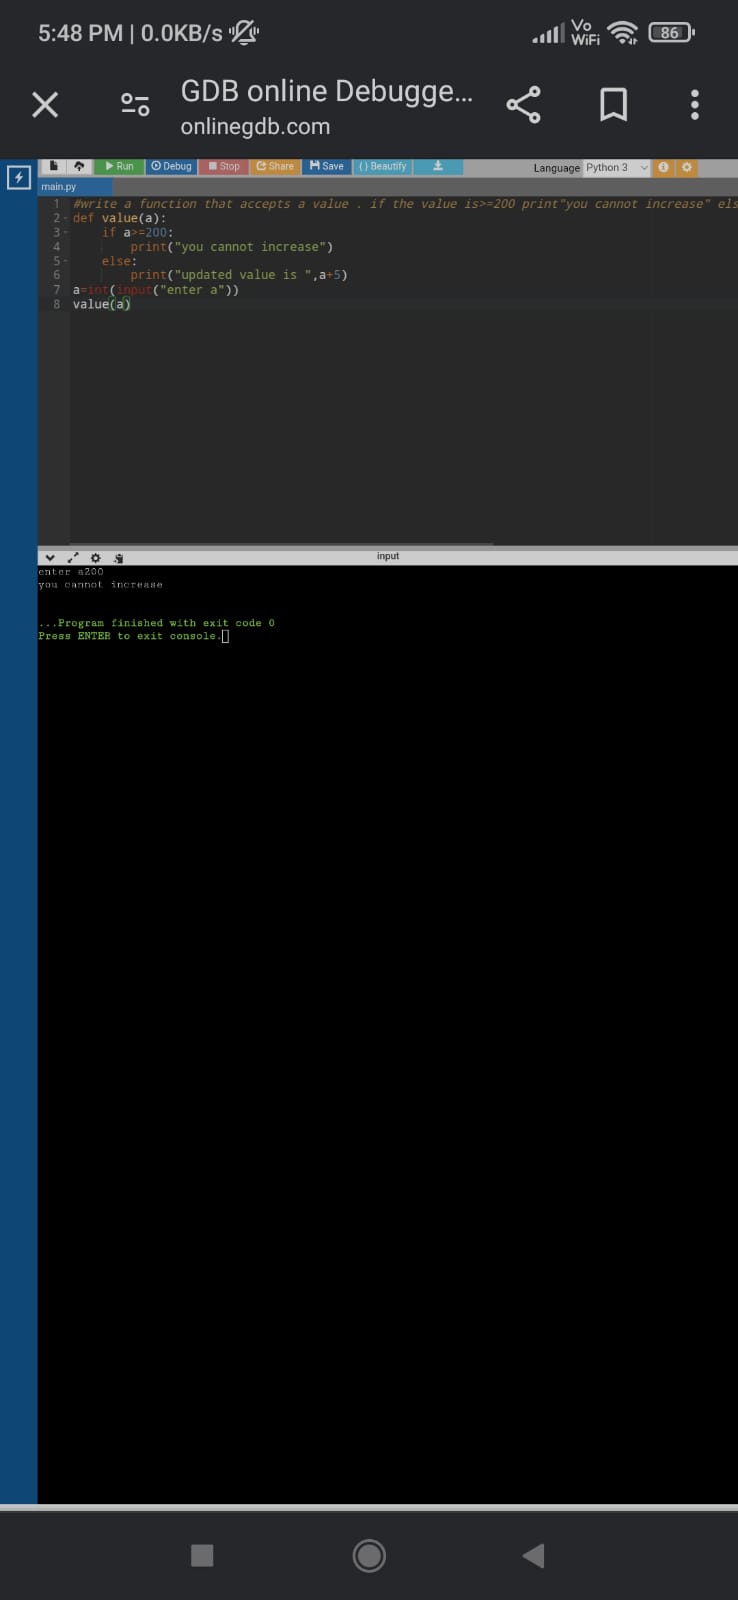 5:48 PM | 0.0KB/s
Vo WiFi 86
GDB online Debugge...
onlinegdb.com
Run Debug Stop Share Save {} Beautify
Language Python 3
main.py
1 #write a function that accepts a value . if the value is>=200 print"you cannot increase" els
2 def value(a):
3 if a>=200:
4 print("you cannot increase")
5 else:
6 print("updated value is ",a+5)
7 a=int(input("enter a"))
8 value(a)
input
enter a200
you cannot increase
...Program finished with exit code 0
Press ENTER to exit console.